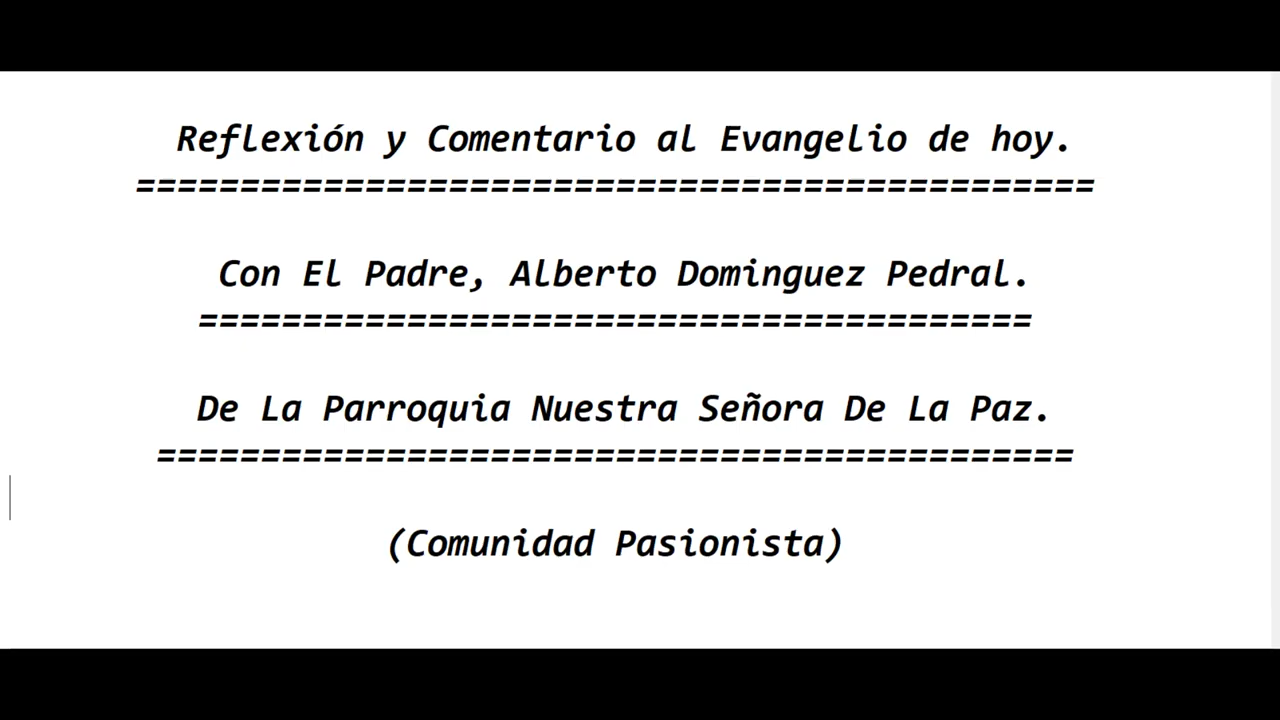 Reflexión y Comentario al Evangelio de hoy.
==============================================
Con El Padre, Alberto Dominguez Pedral.
========================================
De La Parroquia Nuestra Señora De La Paz.
============================================
(Comunidad Pasionista)